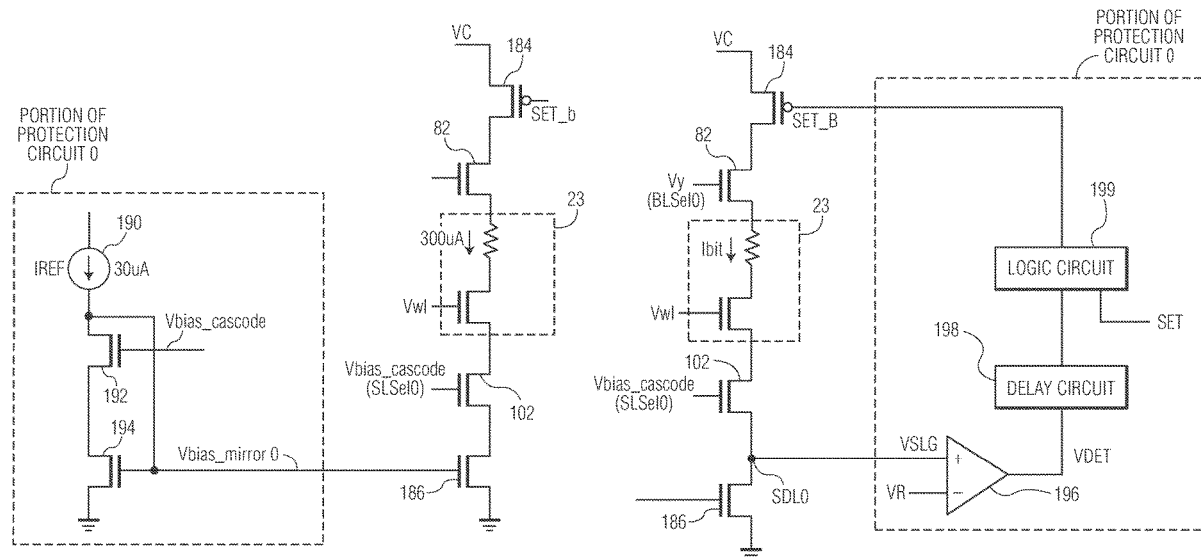 PORTION OF
PROTECTION
CIRCUIT 0
190
IREF
30uA
Vbias_cascode
192
194
Vbias_mirror 0
VC
184
SET_b
82
23
300uA
Vwl
Vbias_cascode
(SLSel0)
102
186
VC
184
SET_B
82
Vy
(BLSel0)
23
Ibit
Vwl
102
Vbias_cascode
(SLSel0)
SDL0
186
PORTION OF
PROTECTION
CIRCUIT 0
199
LOGIC CIRCUIT
SET
198
DELAY CIRCUIT
VSLG
VDET
VR
+
−
196